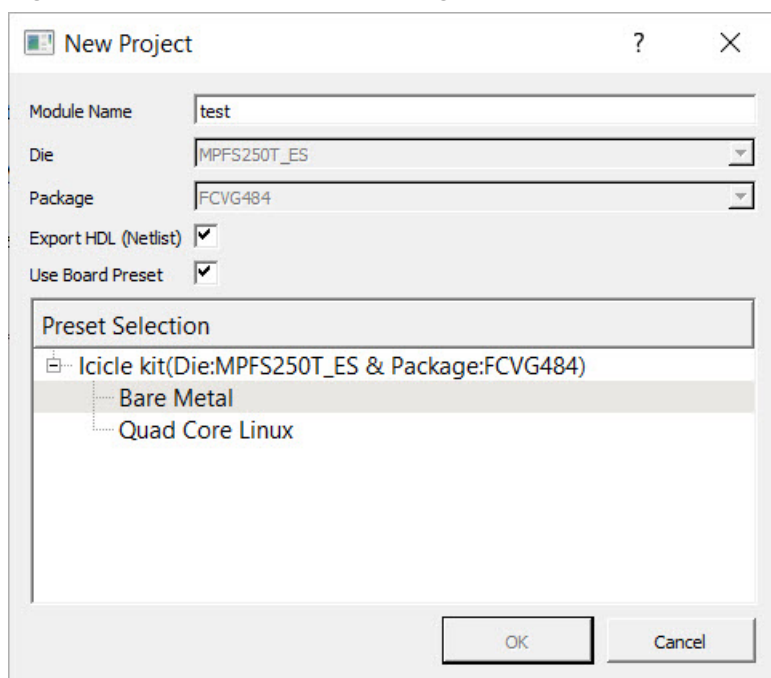 New Project
?
Module Name test
Die MPFS250T_ES
Package FCVG484
Export HDL (Netlist)
Use Board Preset
Preset Selection
Icicle kit(Die:MPFS250T_ES & Package:FCVG484)
Bare Metal
Quad Core Linux
OK Cancel